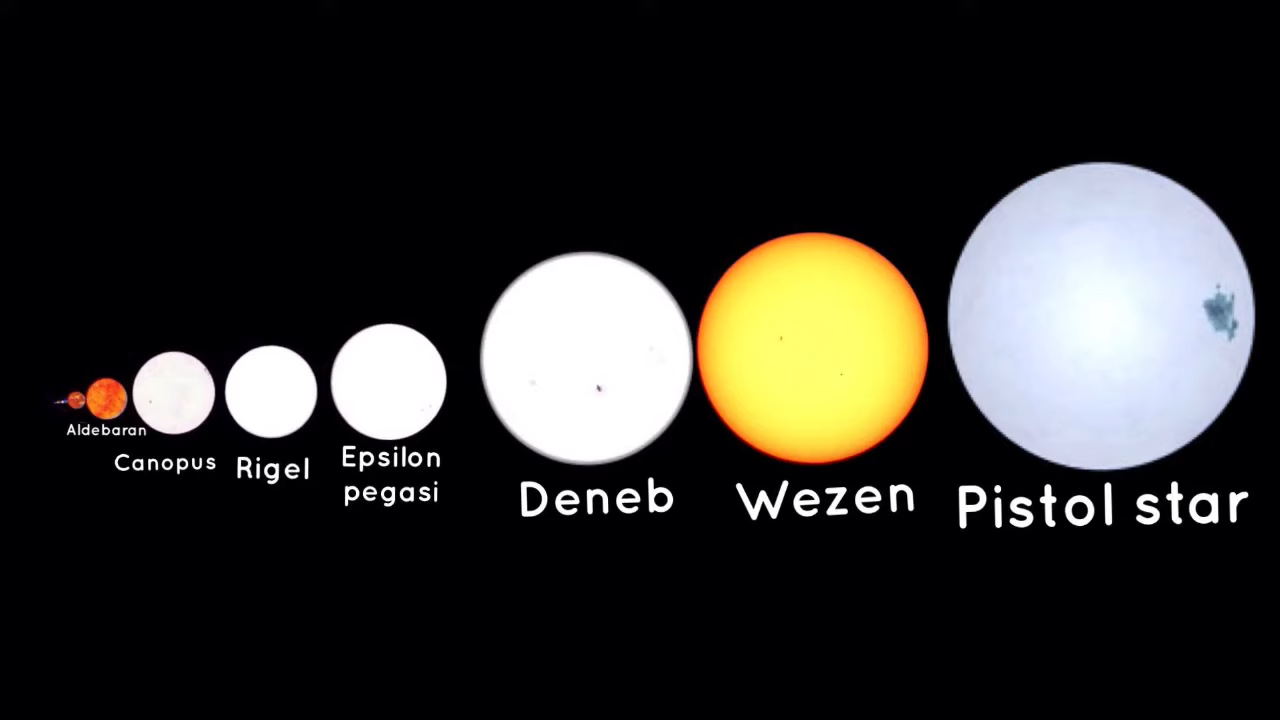 Aldebaran
Canopus
Rigel
Epsilon
pegasi
Deneb
Wezen
Pistol star